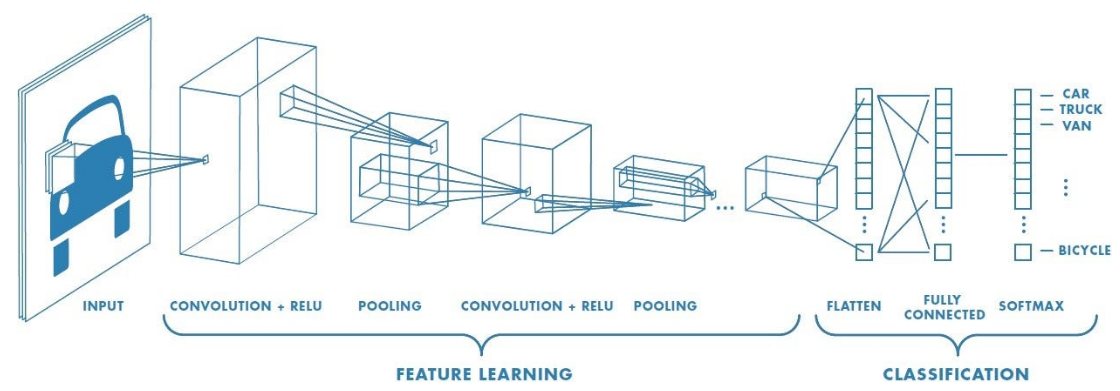 CAR
TRUCK
VAN
BICYCLE
INPUT
CONVOLUTION + RELU
POOLING
CONVOLUTION + RELU
POOLING
FLATTEN
FULLY
CONNECTED
SOFTMAX
FEATURE LEARNING
CLASSIFICATION